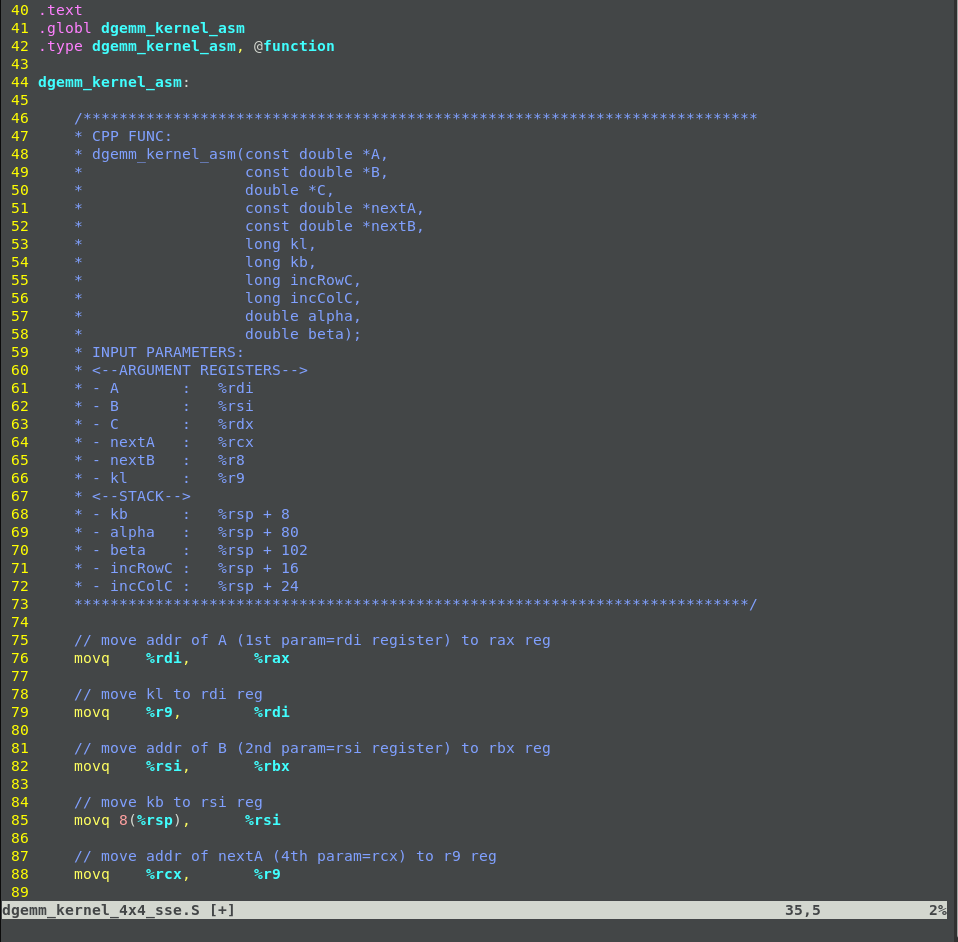 40 .text
41 .globl dgemm_kernel_asm
42 .type dgemm_kernel_asm, @function
43
44 dgemm_kernel_asm:
45
46     /***************************************************************************
47     * CPP FUNC:
48     * dgemm_kernel_asm(const double *A,
49     *                  const double *B,
50     *                  double *C,
51     *                  const double *nextA,
52     *                  const double *nextB,
53     *                  long kl,
54     *                  long kb,
55     *                  long incRowC,
56     *                  long incColC,
57     *                  double alpha,
58     *                  double beta);
59     * INPUT PARAMETERS:
60     * <--ARGUMENT REGISTERS-->
61     * - A       :   %rdi
62     * - B       :   %rsi
63     * - C       :   %rdx
64     * - nextA   :   %rcx
65     * - nextB   :   %r8
66     * - kl      :   %r9
67     * <--STACK-->
68     * - kb      :   %rsp + 8
69     * - alpha   :   %rsp + 80
70     * - beta    :   %rsp + 102
71     * - incRowC :   %rsp + 16
72     * - incColC :   %rsp + 24
73     ***************************************************************************/
74
75     // move addr of A (1st param=rdi register) to rax reg
76     movq    %rdi,       %rax
77
78     // move kl to rdi reg
79     movq    %r9,        %rdi
80
81     // move addr of B (2nd param=rsi register) to rbx reg
82     movq    %rsi,       %rbx
83
84     // move kb to rsi reg
85     movq 8(%rsp),      %rsi
86
87     // move addr of nextA (4th param=rcx) to r9 reg
88     movq    %rcx,       %r9
89
dgemm_kernel_4x4_sse.S [+]                                                             35,5            2%